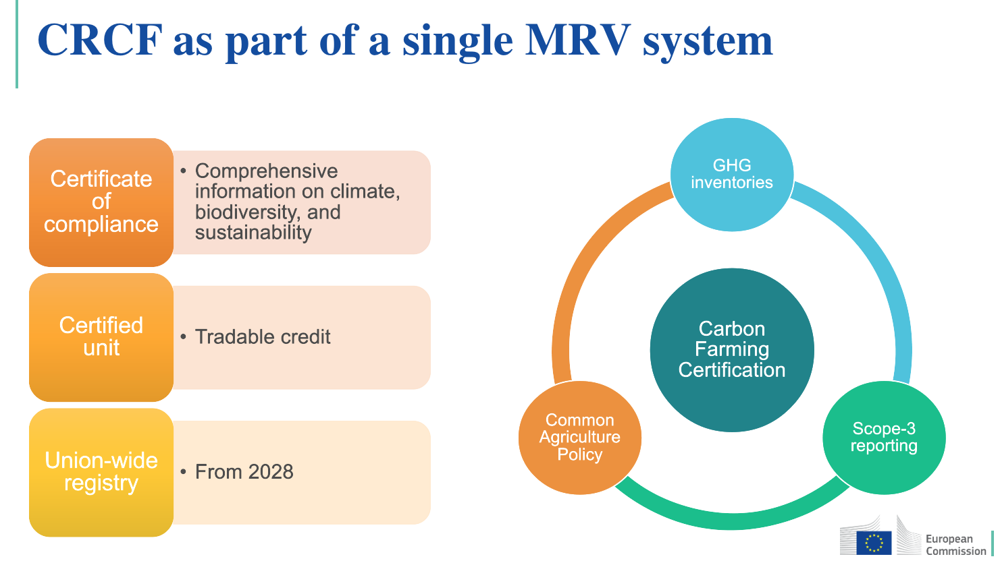 CRCF as part of a single MRV system
Certificate
of
compliance
• Comprehensive
information on climate,
biodiversity, and
sustainability
Certified
unit
• Tradable credit
Union-wide
registry
• From 2028
GHG
inventories
Carbon
Farming
Certification
Common
Agriculture
Policy
Scope-3
reporting
European
Commission